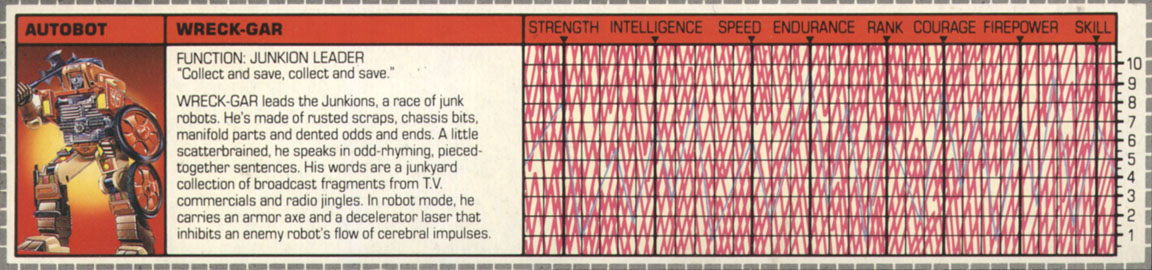 AUTOBOT
WRECK-GAR
FUNCTION: JUNKION LEADER
"Collect and save, collect and save."
WRECK-GAR leads the Junkions, a race of junk
robots. He's made of rusted scraps, chassis bits,
manifold parts and dented odds and ends. A little
scatterbrained, he speaks in odd-rhyming, pieced-
together sentences. His words are a junkyard
collection of broadcast fragments from T.V.
commercials and radio jingles. In robot mode, he
carries an armor axe and a decelerator laser that
inhibits an enemy robot's flow of cerebral impulses.
STRENGTH INTELLIGENCE SPEED ENDURANCE RANK COURAGE FIREPOWER SKILL
10
9
8
7
6
5
4
3
2
1